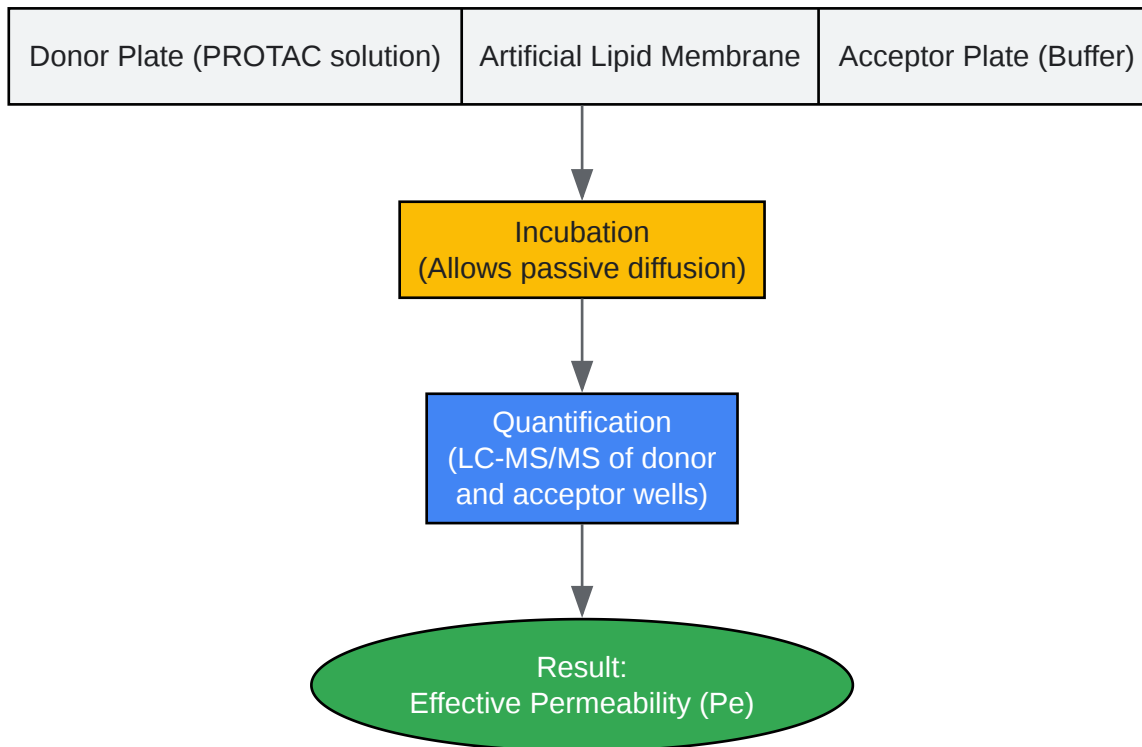 Donor Plate (PROTAC solution)
Artificial Lipid Membrane
Acceptor Plate (Buffer)
Incubation
(Allows passive diffusion)
Quantification
(LC-MS/MS of donor
and acceptor wells)
Result:
Effective Permeability (Pe)